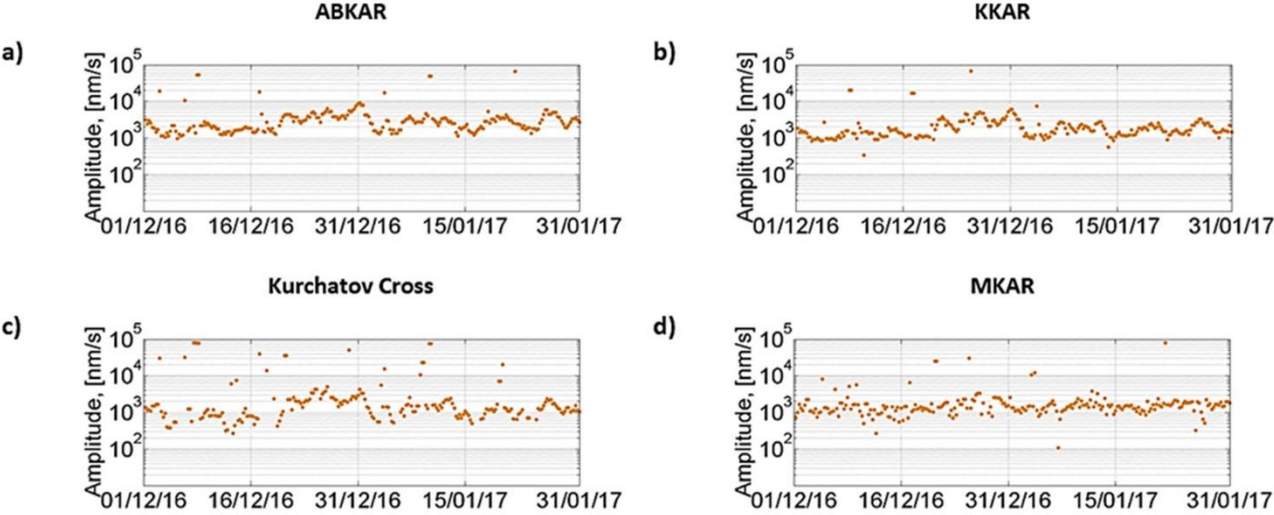 ABKAR
KKAR
a)
b)
Amplitude, [nm/s]
10^5
10^4
10^3
10^2
01/12/16 16/12/16 31/12/16 15/01/17 31/01/17
Amplitude, [nm/s]
10^5
10^4
10^3
10^2
01/12/16 16/12/16 31/12/16 15/01/17 31/01/17
Kurchatov Cross
MKAR
c)
d)
Amplitude, [nm/s]
10^5
10^4
10^3
10^2
01/12/16 16/12/16 31/12/16 15/01/17 31/01/17
Amplitude, [nm/s]
10^5
10^4
10^3
10^2
01/12/16 16/12/16 31/12/16 15/01/17 31/01/17